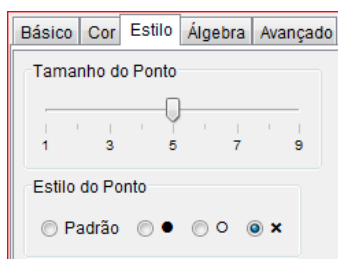 Básico Cor Estilo Álgebra Avançado
Tamanho do Ponto
1 3 5 7 9
Estilo do Ponto
Padrão